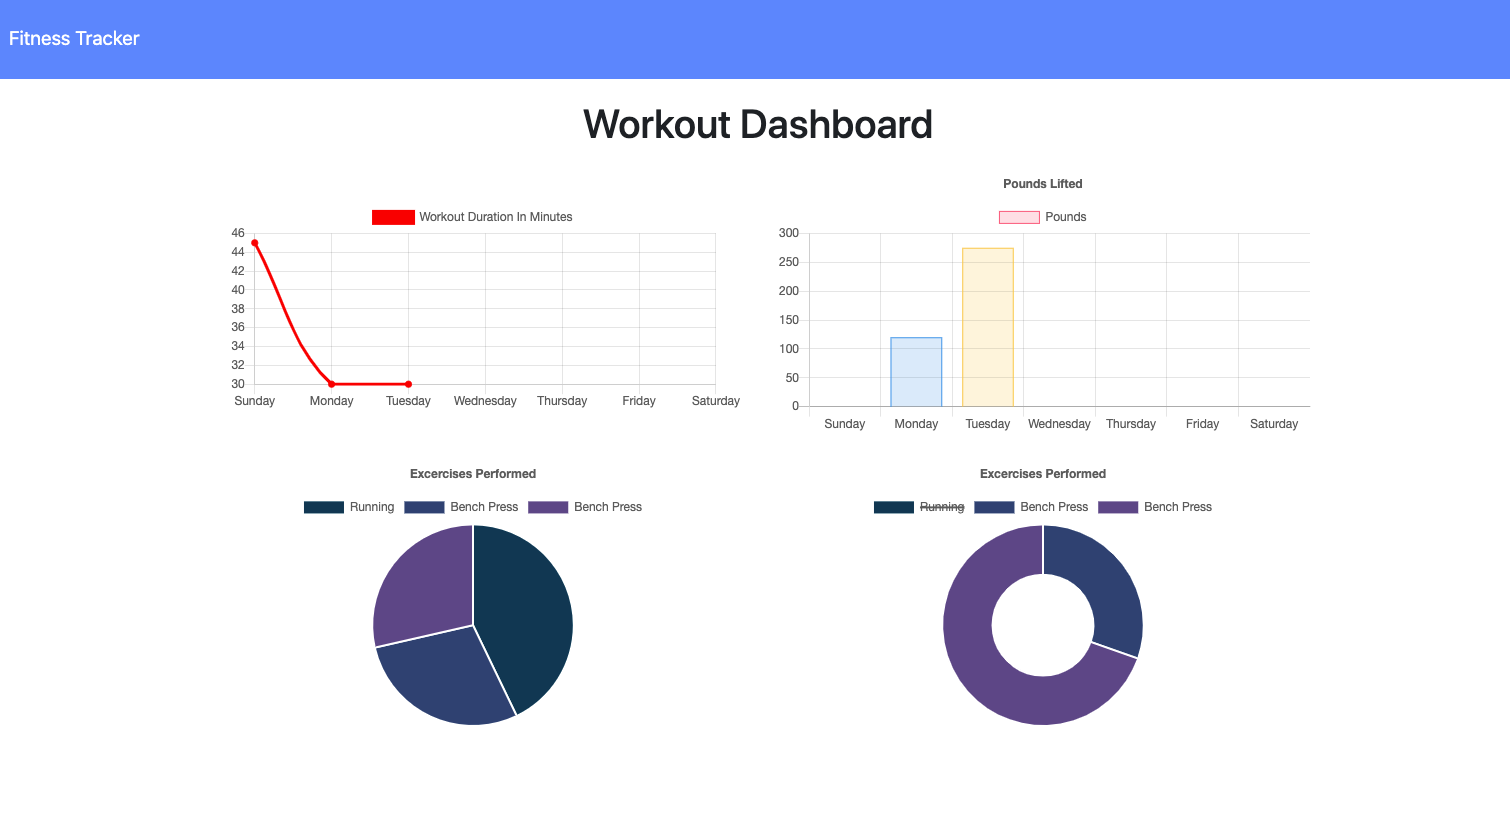 Fitness Tracker
Workout Dashboard
Workout Duration In Minutes
46
44
42
40
38
36
34
32
30
Sunday Monday Tuesday Wednesday Thursday Friday Saturday
Pounds Lifted
Pounds
300
250
200
150
100
50
0
Sunday Monday Tuesday Wednesday Thursday Friday Saturday
Excercises Performed
Running Bench Press Bench Press
Excercises Performed
Running Bench Press Bench Press